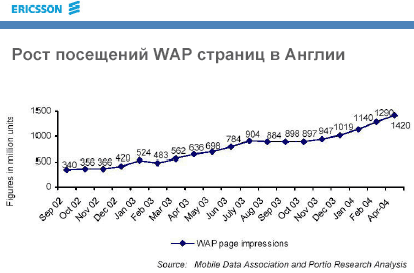 ERICSSON
Рост посещений WAP страниц в Англии
Figures in million units
1500
1000
500
0
340 356 366 420 524 483 562 636 698 784 904 884 898 897 947 1019 1140 1290 1420
Sep 02 Oct 02 Nov 02 Dec 02 Jan 03 Feb 03 Mar 03 Apr 03 May 03 Jun 03 July 03 Aug 03 Sep 03 Oct 03 Nov 03 Dec 03 Jan 04 Feb 04 Apr-04
WAP page impressions
Source: Mobile Data Association and Portio Research Analysis